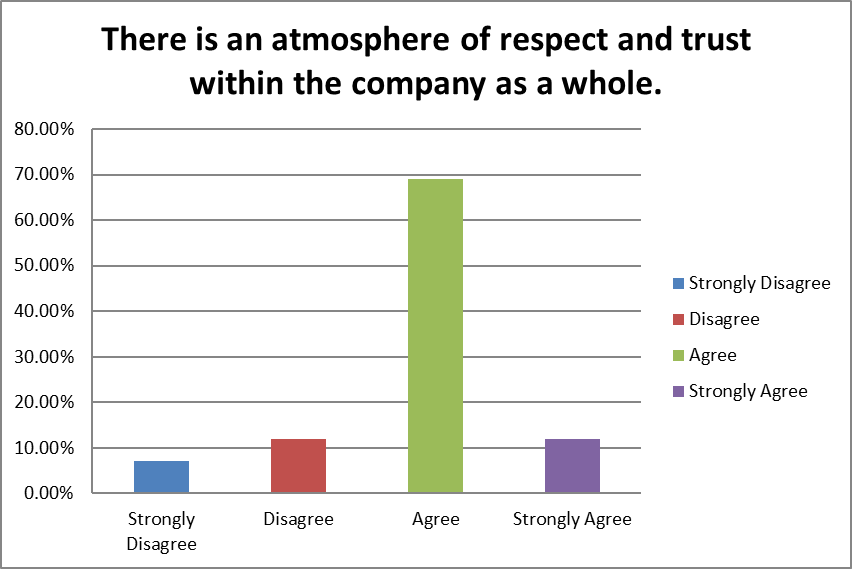 There is an atmosphere of respect and trust
within the company as a whole.
80.00%
70.00%
60.00%
50.00%
40.00%
30.00%
20.00%
10.00%
0.00%
Strongly
Disagree
Disagree
Agree
Strongly Agree
Strongly Disagree
Disagree
Agree
Strongly Agree